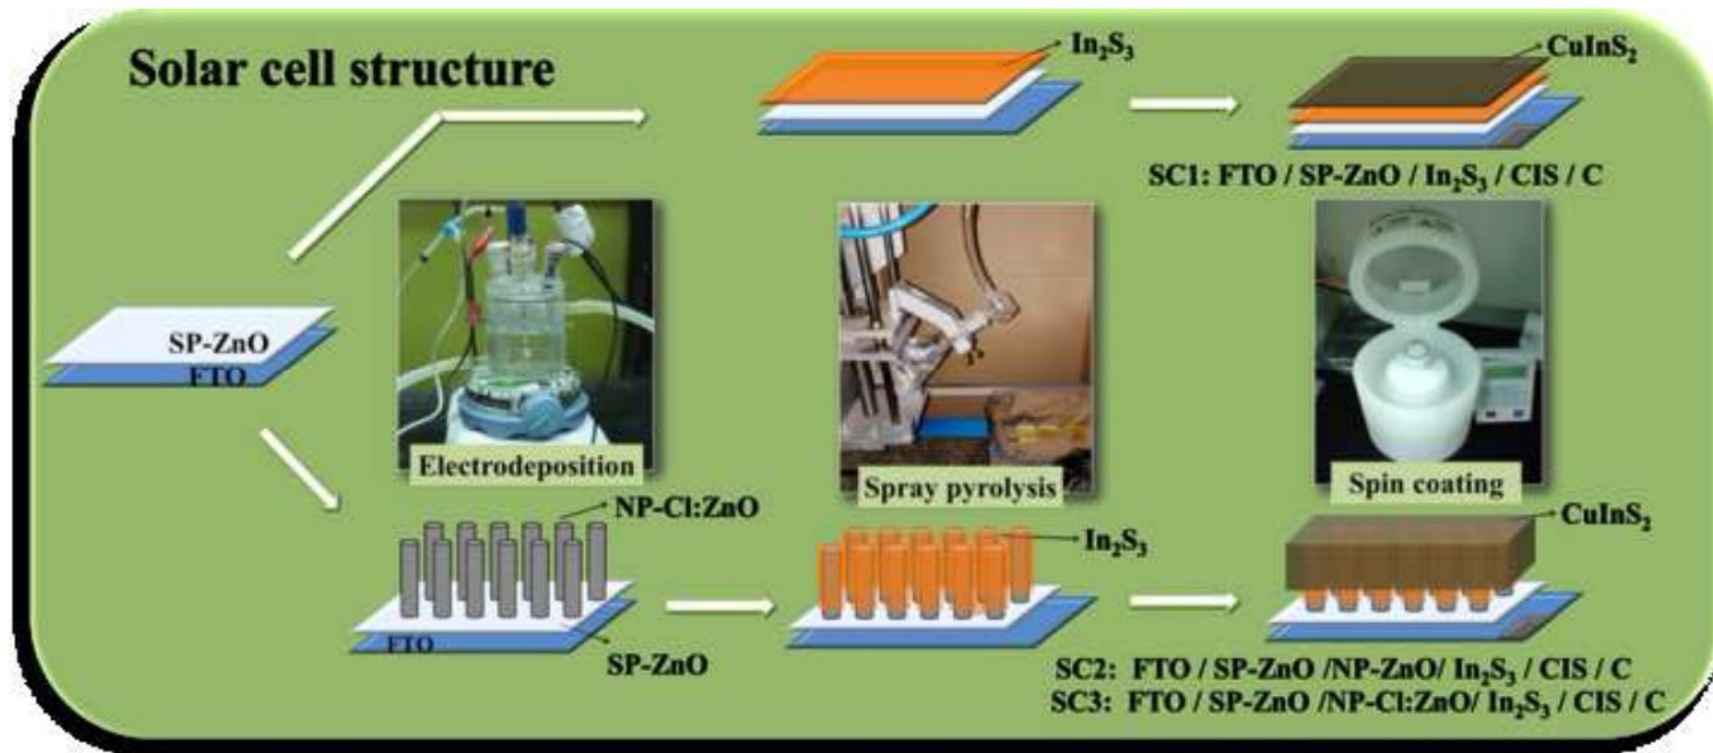 Solar cell structure
In₂S₃
CuInS₂
SC1: FTO / SP-ZnO / In₂S₃ / CIS / C
SP-ZnO
FTO
Electrodeposition
Spray pyrolysis
Spin coating
NP-Cl:ZnO
In₂S₃
CuInS₂
FTO
SP-ZnO
SC2: FTO / SP-ZnO /NP-ZnO/ In₂S₃ / CIS / C
SC3: FTO / SP-ZnO /NP-Cl:ZnO/ In₂S₃ / CIS / C